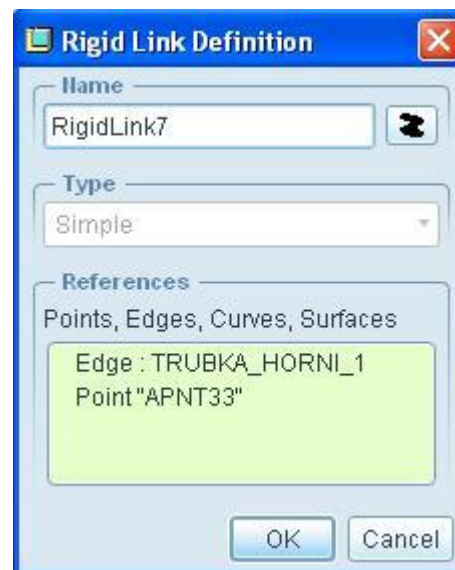 Rigid Link Definition
Name
RigidLink7
Type
Simple
References
Points, Edges, Curves, Surfaces
Edge : TRUBKA_HORNI_1
Point "APNT33"
OK
Cancel